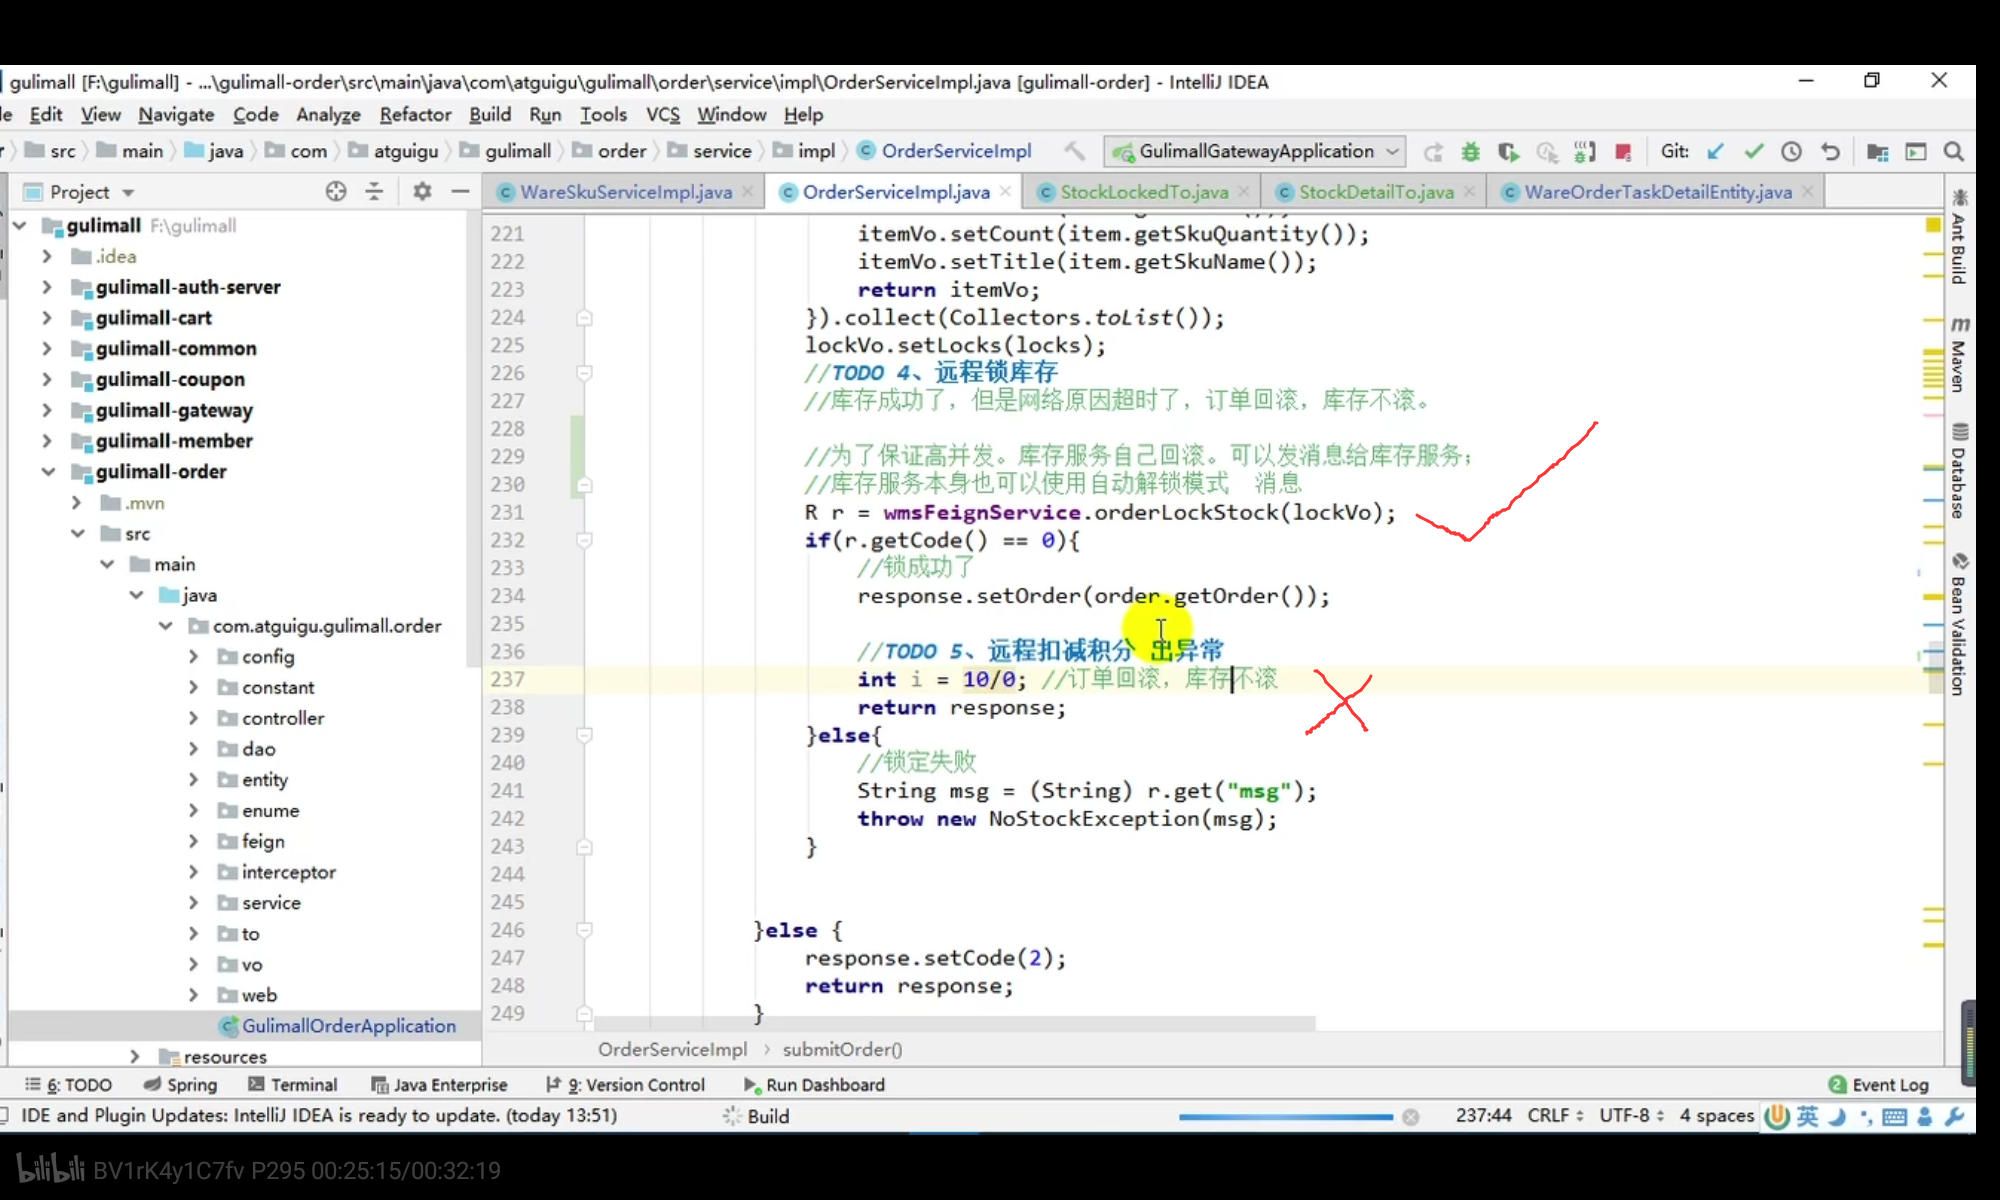 gulimall [F:\gulimall] - ...\gulimall-order\src\main\java\com\atguigu\gulimall\order\service\impl\OrderServiceImpl.java [gulimall-order] - IntelliJ IDEA
Edit View Navigate Code Analyze Refactor Build Run Tools VCS Window Help
src main java com atguigu gulimall order service impl OrderServiceImpl GulimallGatewayApplication Git:
Project
WareSkuServiceImpl.java OrderServiceImpl.java StockLockedTo.java StockDetailTo.java WareOrderTaskDetailEntity.java
gulimall F:\gulimall
.idea
gulimall-auth-server
gulimall-cart
gulimall-common
gulimall-coupon
gulimall-gateway
gulimall-member
gulimall-order
.mvn
src
main
java
com.atguigu.gulimall.order
config
constant
controller
dao
entity
enume
feign
interceptor
service
to
vo
web
GulimallOrderApplication
resources
221 itemVo.setCount(item.getSkuQuantity());
222 itemVo.setTitle(item.getSkuName());
223 return itemVo;
224 }).collect(Collectors.toList());
225 lockVo.setLocks(locks);
226 //TODO 4、远程锁库存
227 //库存成功了，但是网络原因超时了，订单回滚，库存不滚。
228
229 //为了保证高并发。库存服务自己回滚。可以发消息给库存服务；
230 //库存服务本身也可以使用自动解锁模式 消息
231 R r = wmsFeignService.orderLockStock(lockVo);
232 if(r.getCode() == 0){
233 //锁成功了
234 response.setOrder(order.getOrder());
235
236 //TODO 5、远程扣减积分 出异常
237 int i = 10/0; //订单回滚，库存不滚
238 return response;
239 }else{
240 //锁定失败
241 String msg = (String) r.get("msg");
242 throw new NoStockException(msg);
243 }
244
245
246 }else {
247 response.setCode(2);
248 return response;
249 }
OrderServiceImpl › submitOrder()
Ant Build
Maven
Database
Bean Validation
6: TODO Spring Terminal Java Enterprise 9: Version Control Run Dashboard 2 Event Log
IDE and Plugin Updates: IntelliJ IDEA is ready to update. (today 13:51) Build 237:44 CRLF UTF-8 4 spaces 英
bilibili BV1rK4y1C7fv P295 00:25:15/00:32:19